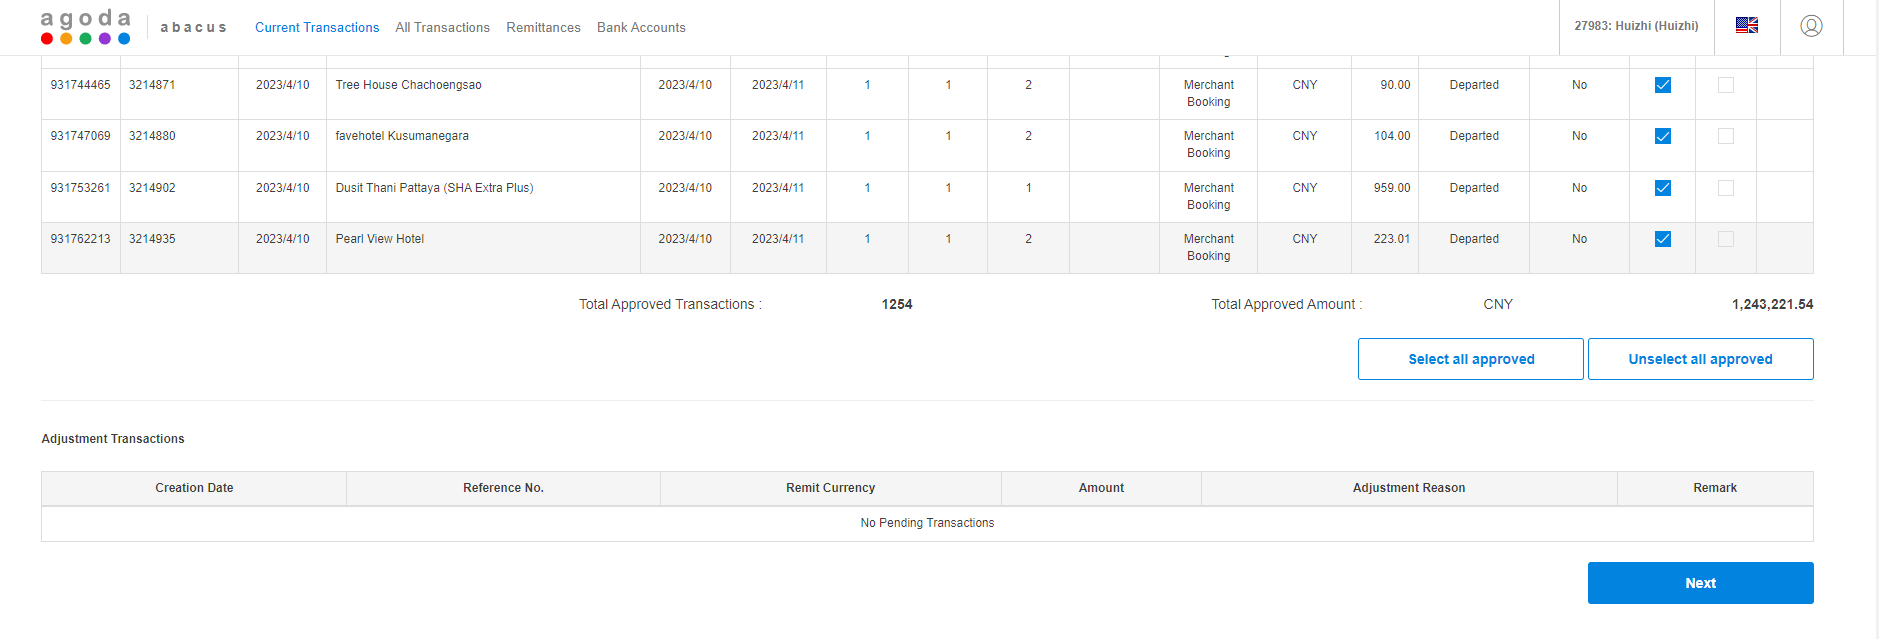 agoda
abacus Current Transactions All Transactions Remittances Bank Accounts 27983: Huizhi (Huizhi)
931744465 3214871 2023/4/10 Tree House Chachoengsao 2023/4/10 2023/4/11 1 1 2 Merchant CNY 90.00 Departed No
Booking
931747069 3214880 2023/4/10 favehotel Kusumanegara 2023/4/10 2023/4/11 1 1 2 Merchant CNY 104.00 Departed No
Booking
931753261 3214902 2023/4/10 Dusit Thani Pattaya (SHA Extra Plus) 2023/4/10 2023/4/11 1 1 1 Merchant CNY 959.00 Departed No
Booking
931762213 3214935 2023/4/10 Pearl View Hotel 2023/4/10 2023/4/11 1 1 2 Merchant CNY 223.01 Departed No
Booking
Total Approved Transactions : 1254 Total Approved Amount : CNY 1,243,221.54
Select all approved Unselect all approved
Adjustment Transactions
Creation Date Reference No. Remit Currency Amount Adjustment Reason Remark
No Pending Transactions
Next